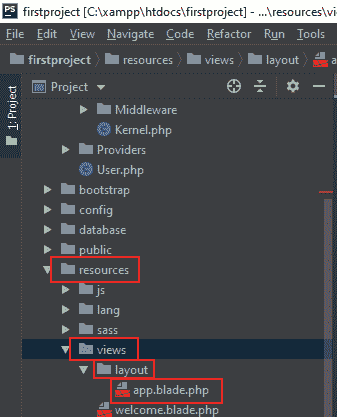 PS firstproject [C:\xampp\htdocs\firstproject] - ...\resources\vi
File Edit View Navigate Code Refactor Run Tools
firstproject resources views layout a
1: Project
Project
Middleware
Kernel.php
Providers
User.php
bootstrap
config
database
public
resources
js
lang
sass
views
layout
app.blade.php
welcome.blade.php